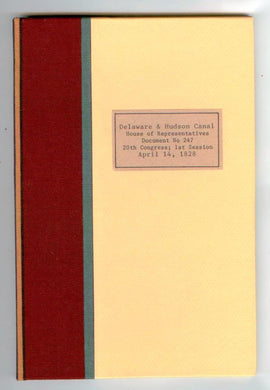 Delaware & Hudson Canal
House of Representatives
Document No 247
20th Congress; 1st Session
April 14, 1828